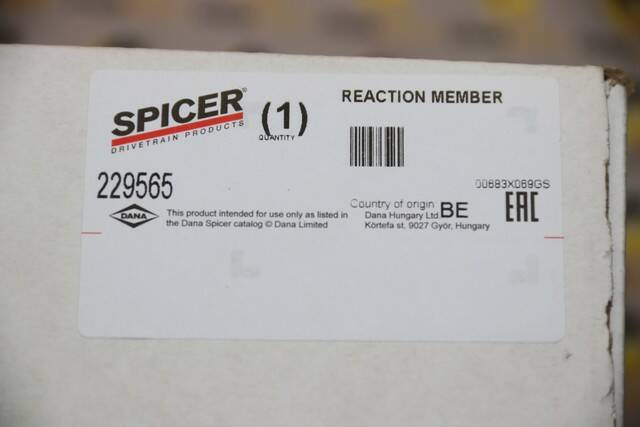 SPICER®
DRIVETRAIN PRODUCTS
(1)
QUANTITY
REACTION MEMBER
229565
00683X069GS
DANA
This product intended for use only as listed in
the Dana Spicer catalog © Dana Limited
Country of origin BE
Dana Hungary Ltd.
Körtefa st, 9027 Győr, Hungary
EAC